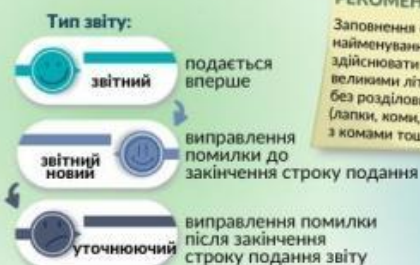 РЕКОМЕН
Заповнення
найменуванн
здійснювати
великими літ
без розділов
(лапки, коми,
з комами тощ
Тип звіту:
звітний
подається
вперше
звітний
новий
виправлення
помилки до
закінчення строку подання
уточнюючий
виправлення помилки
після закінчення
строку подання звіту